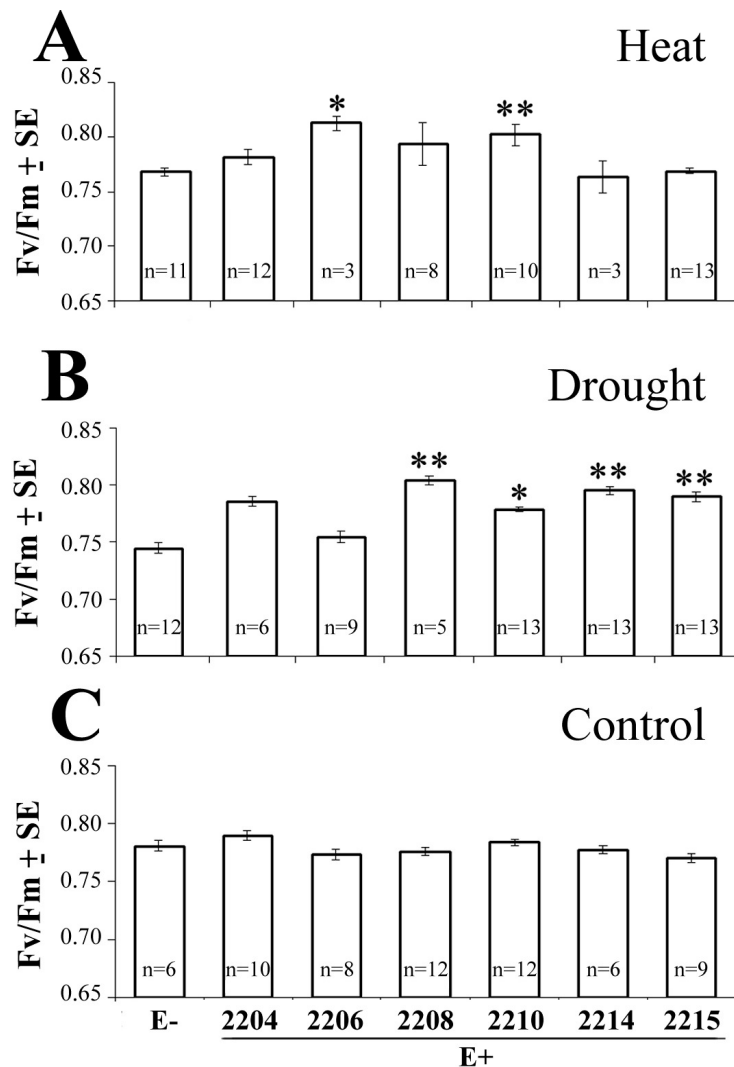 A
Heat
0.85
0.80
0.75
0.70
0.65
Fv/Fm ± SE
*
**
n=11 n=12 n=3 n=8 n=10 n=3 n=13
B
Drought
0.85
0.80
0.75
0.70
0.65
Fv/Fm ± SE
**
*
**
**
n=12 n=6 n=9 n=5 n=13 n=13 n=13
C
Control
0.85
0.80
0.75
0.70
0.65
Fv/Fm ± SE
n=6 n=10 n=8 n=12 n=12 n=6 n=9
E- 2204 2206 2208 2210 2214 2215
E+